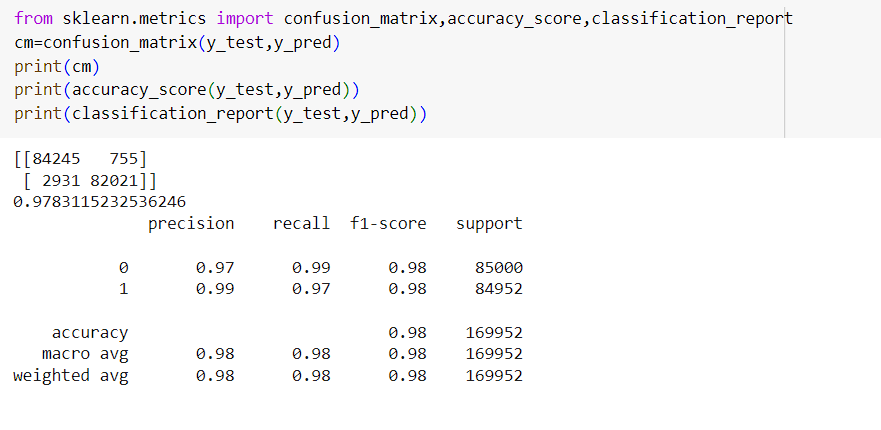 from sklearn.metrics import confusion_matrix,accuracy_score,classification_report
cm=confusion_matrix(y_test,y_pred)
print(cm)
print(accuracy_score(y_test,y_pred))
print(classification_report(y_test,y_pred))
[[84245   755]
 [ 2931 82021]]
0.9783115232536246
              precision    recall  f1-score   support
           0       0.97      0.99      0.98     85000
           1       0.99      0.97      0.98     84952
    accuracy                           0.98    169952
   macro avg       0.98      0.98      0.98    169952
weighted avg       0.98      0.98      0.98    169952